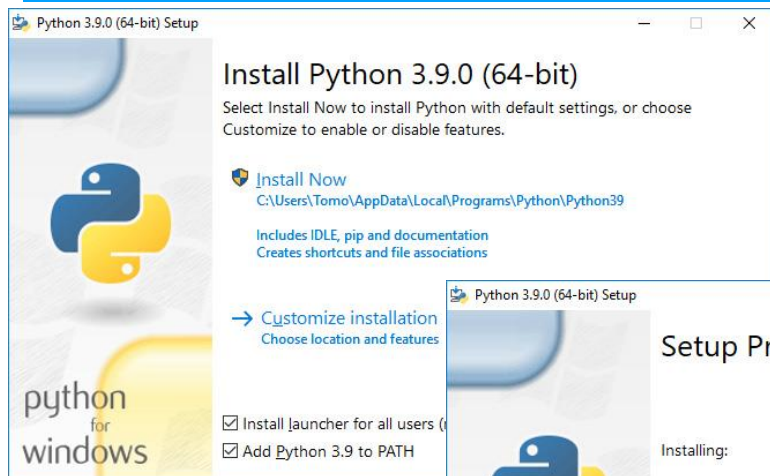 Python 3.9.0 (64-bit) Setup
Install Python 3.9.0 (64-bit)
Select Install Now to install Python with default settings, or choose
Customize to enable or disable features.
Install Now
C:\Users\Tomo\AppData\Local\Programs\Python\Python39
Includes IDLE, pip and documentation
Creates shortcuts and file associations
Customize installation
Choose location and features
Install launcher for all users (
Add Python 3.9 to PATH
python
for
windows
Python 3.9.0 (64-bit) Setup
Setup
Installing: